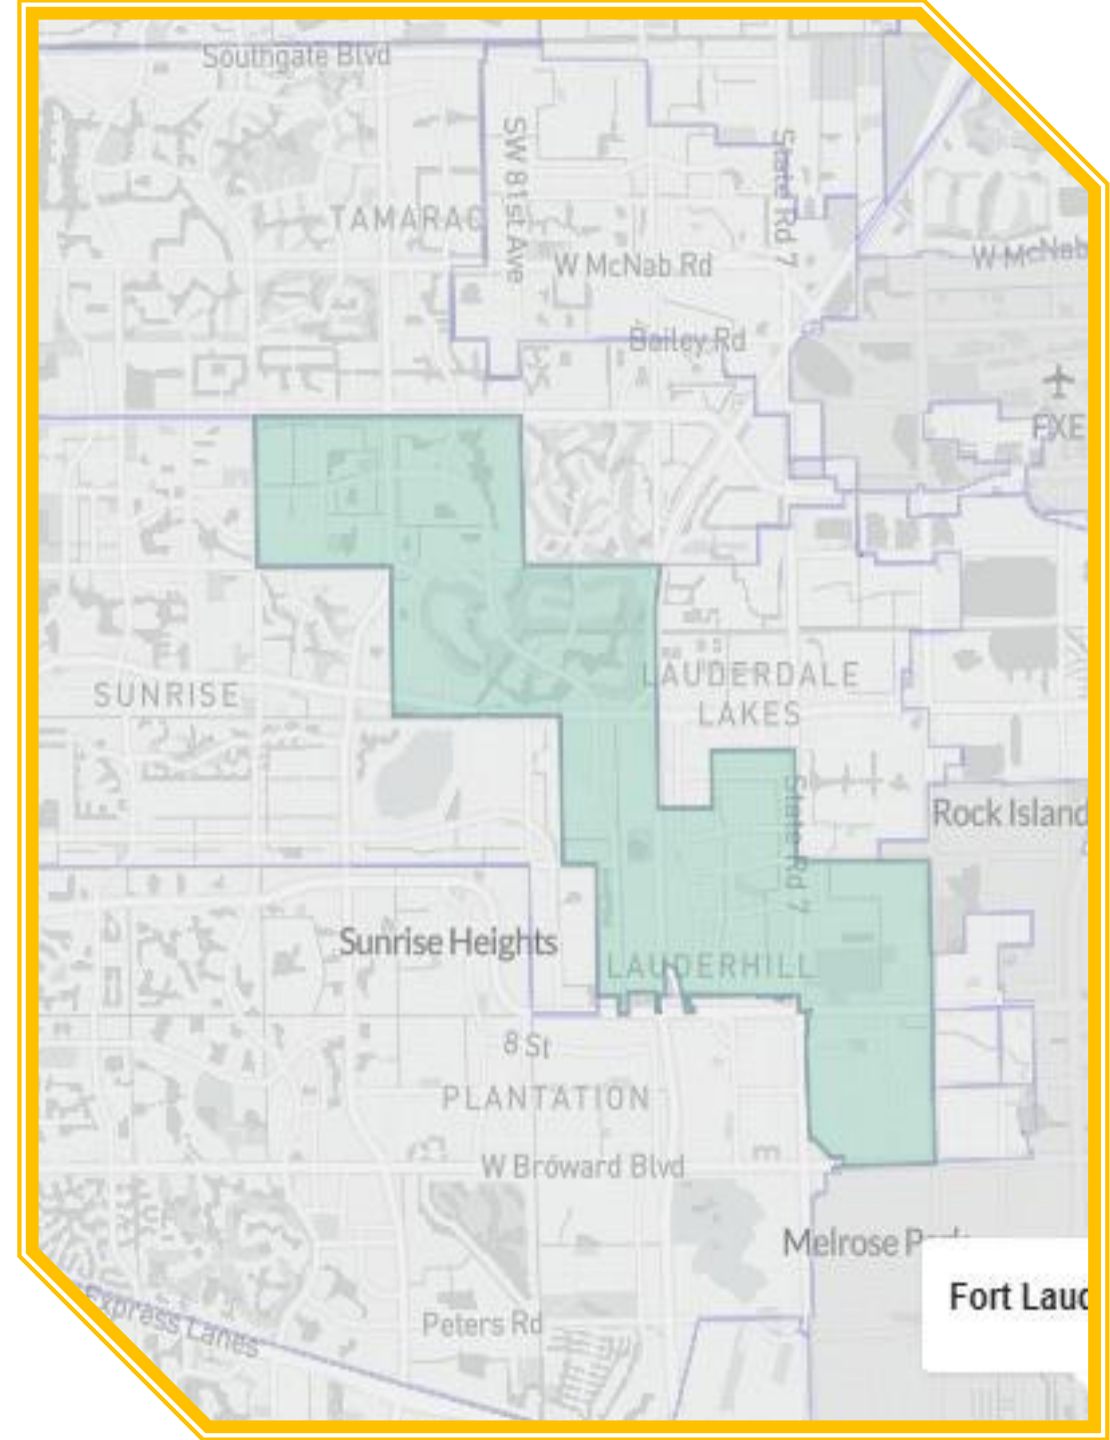 Southgate Blvd
SW 81st Ave
State Rd 7
TAMARAC
W McNab Rd
W McNab
Bailey Rd
FXE
SUNRISE
LAUDERDALE
LAKES
State Rd 7
Rock Island
Sunrise Heights
LAUDERHILL
8 St
PLANTATION
W Broward Blvd
Melrose Park
Fort Laud
Peters Rd
Express Lanes